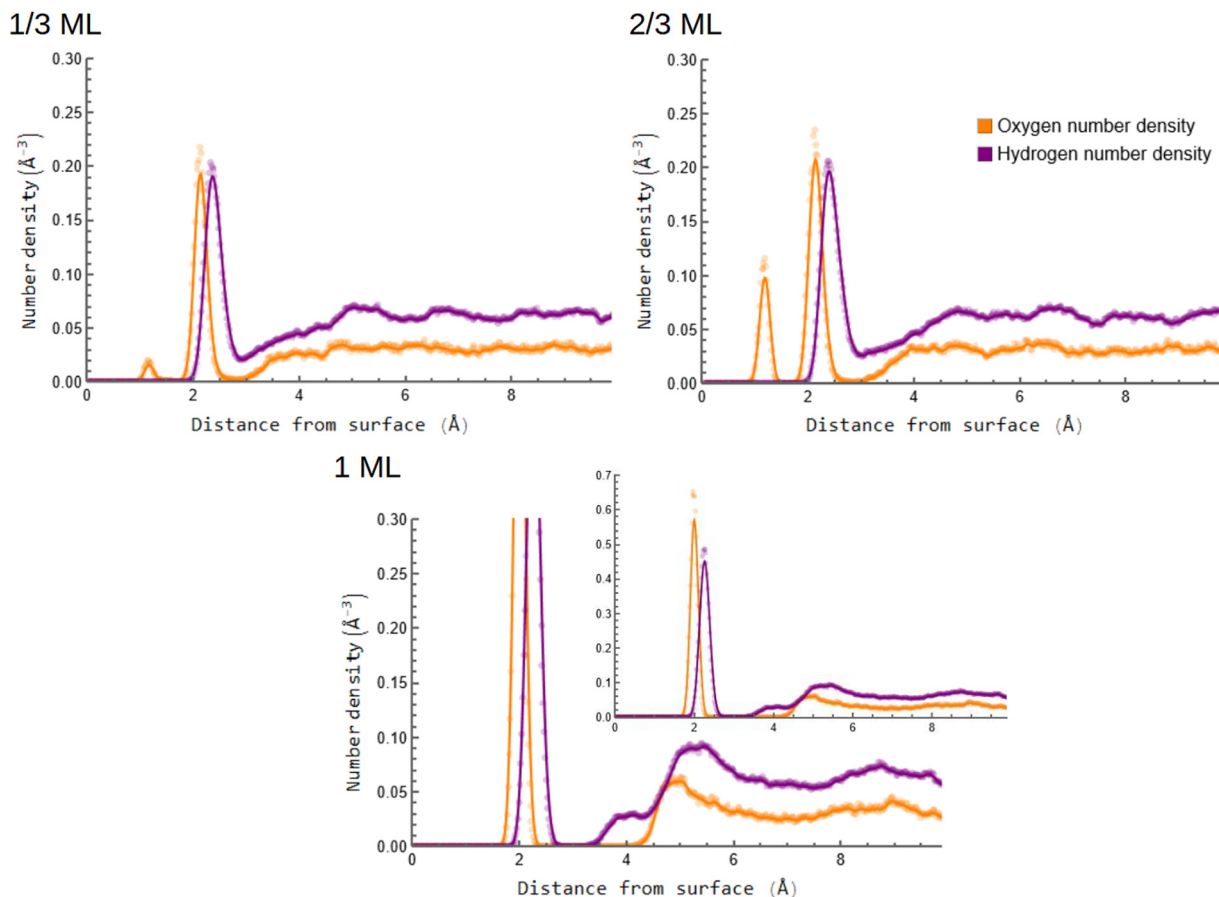 1/3 ML
2/3 ML
0.30
0.25
0.20
0.15
0.10
0.05
0.00
Number density (Å⁻³)
0 2 4 6 8
Distance from surface (Å)
0.30
0.25
0.20
0.15
0.10
0.05
0.00
Number density (Å⁻³)
0 2 4 6 8
Distance from surface (Å)
Oxygen number density
Hydrogen number density
1 ML
0.30
0.25
0.20
0.15
0.10
0.05
0.00
Number density (Å⁻³)
0 2 4 6 8
Distance from surface (Å)
0.7
0.6
0.5
0.4
0.3
0.2
0.1
0.0
0 2 4 6 8